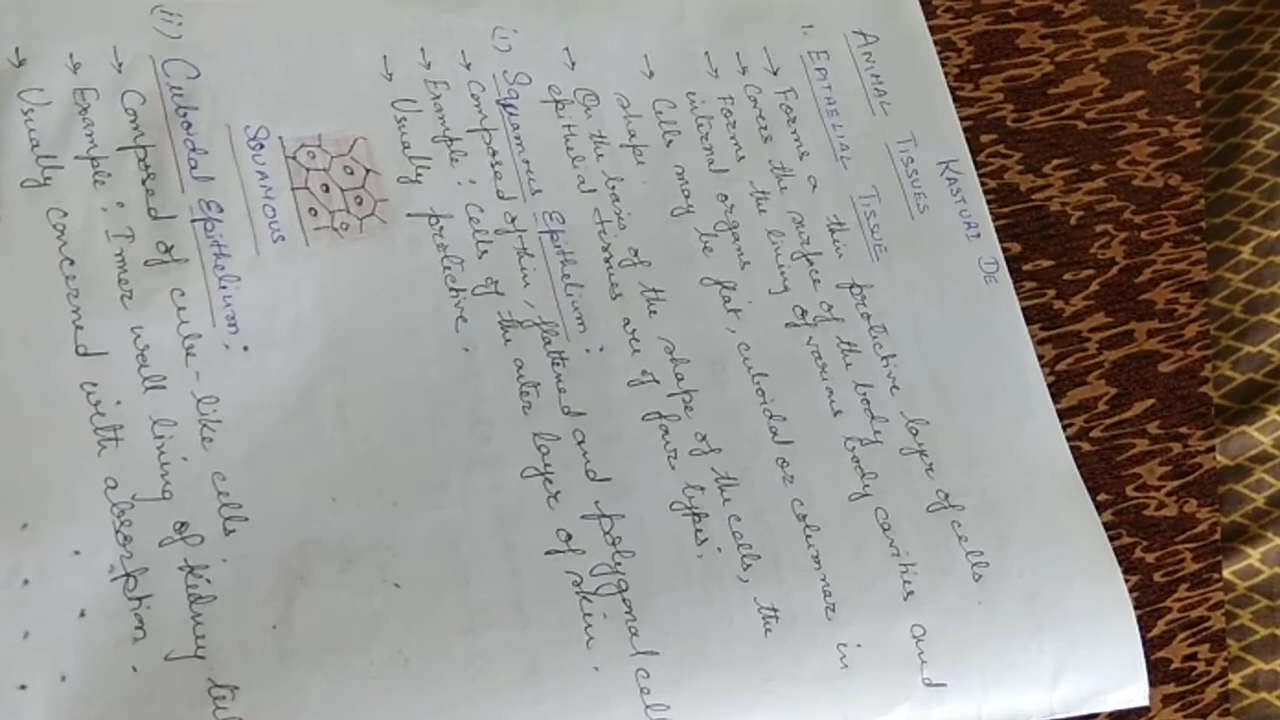 KASTURI DE
ANIMAL TISSUES
1. EPITHELIAL TISSUE
→ Forms a thin protective layer of cells.
→ Covers the surface of the body
→ Forms the lining of various body cavities and
internal organs
→ Cells may be flat, cuboidal or columnar in
shape.
→ On the basis of the shape of the cells, the
epithelial tissues are of four types.
(i) Squamous Epithelium:
→ Composed of thin, flattened and polygonal cell
→ Example: Cells of the outer layer of skin.
→ Usually protective.
SQUAMOUS
(ii) Cuboidal Epithelium:
→ Composed of cube-like cells.
→ Example: Inner wall lining of kidney tu
→ Usually concerned with absorption.